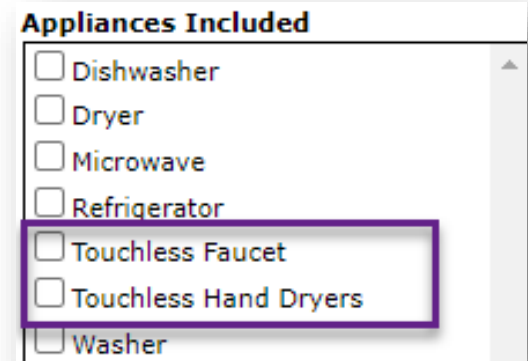 Appliances Included
Dishwasher
Dryer
Microwave
Refrigerator
Touchless Faucet
Touchless Hand Dryers
Washer